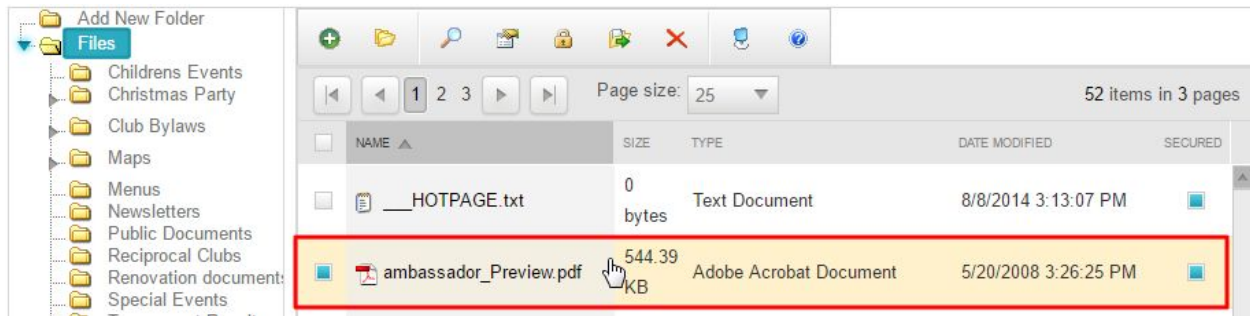 Add New Folder
Files
Childrens Events
Christmas Party
Club Bylaws
Maps
Menus
Newsletters
Public Documents
Reciprocal Clubs
Renovation documents
Special Events
1 2 3 Page size: 25 52 items in 3 pages
NAME SIZE TYPE DATE MODIFIED SECURED
___HOTPAGE.txt 0 bytes Text Document 8/8/2014 3:13:07 PM
ambassador_Preview.pdf 544.39 KB Adobe Acrobat Document 5/20/2008 3:26:25 PM